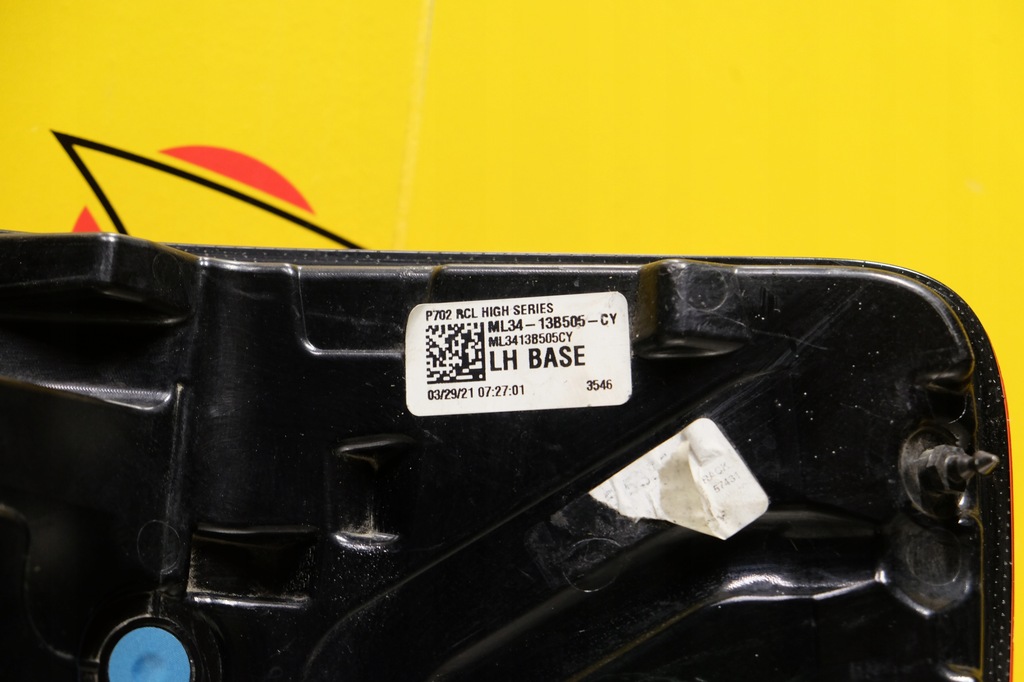 P702 RCL HIGH SERIES
ML34-13B505-CY
ML3413B505CY
LH BASE
03/29/21 07:27:01 3546